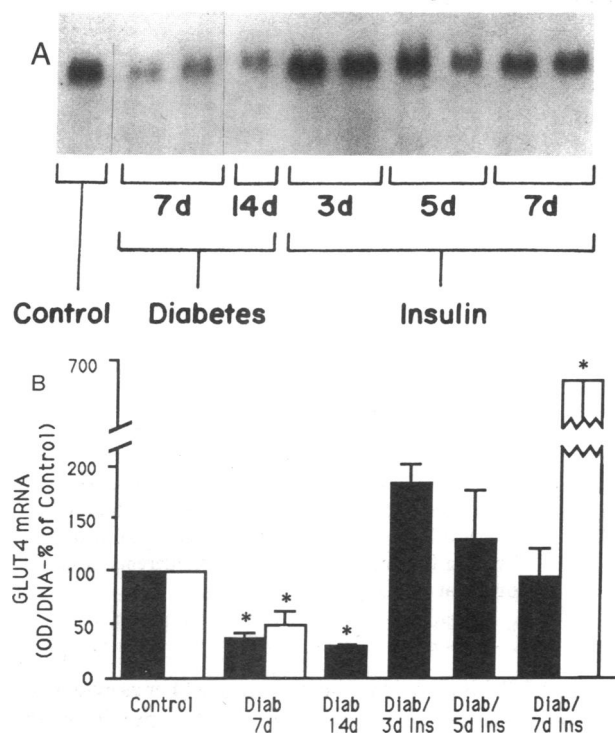 A
7d 14d 3d 5d 7d
Control Diabetes Insulin
B
700
200
150
100
50
0
GLUT4 mRNA
(OD/DNA-% of Control)
* * * *
Control Diab 7d Diab 14d Diab/ 3d Ins Diab/ 5d Ins Diab/ 7d Ins